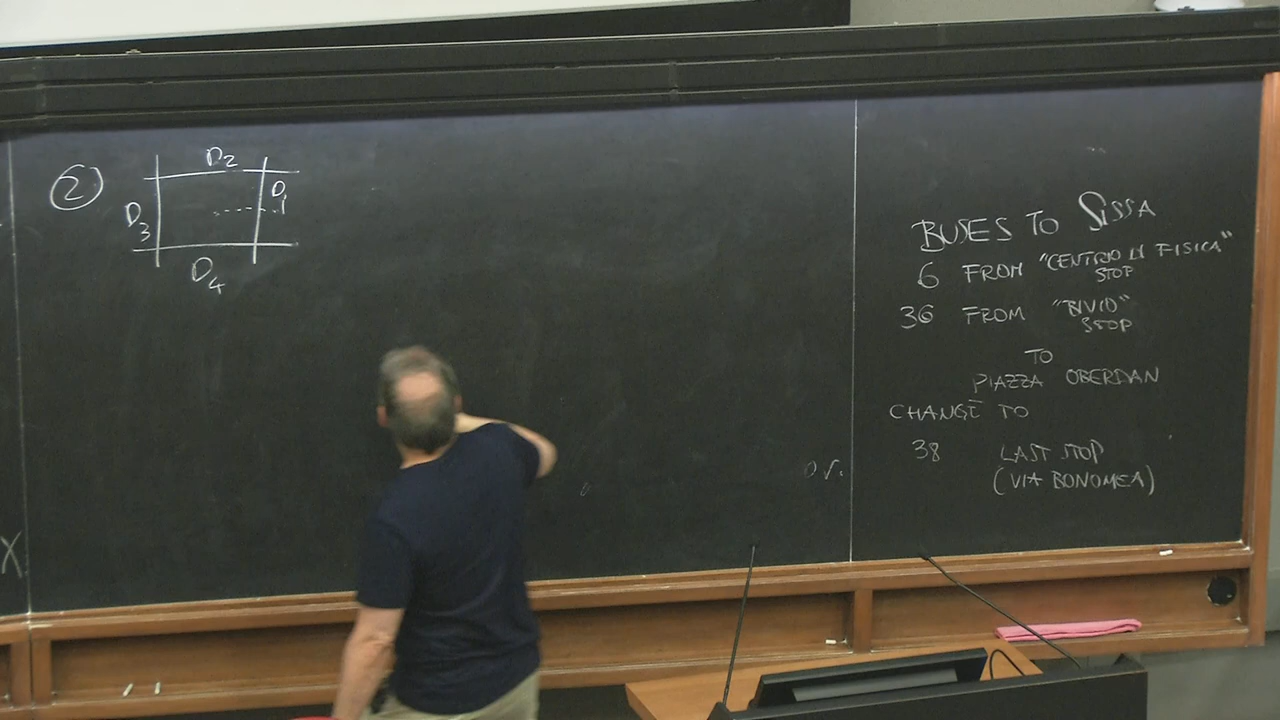 2
D2
D1
D3
D4
BUSES TO SISSA
6 FROM "CENTRO DI FISICA"
STOP
36 FROM "BIVIO"
STOP
TO
PIAZZA OBERDAN
CHANGE TO
38 LAST STOP
(VIA BONOMEA)
X